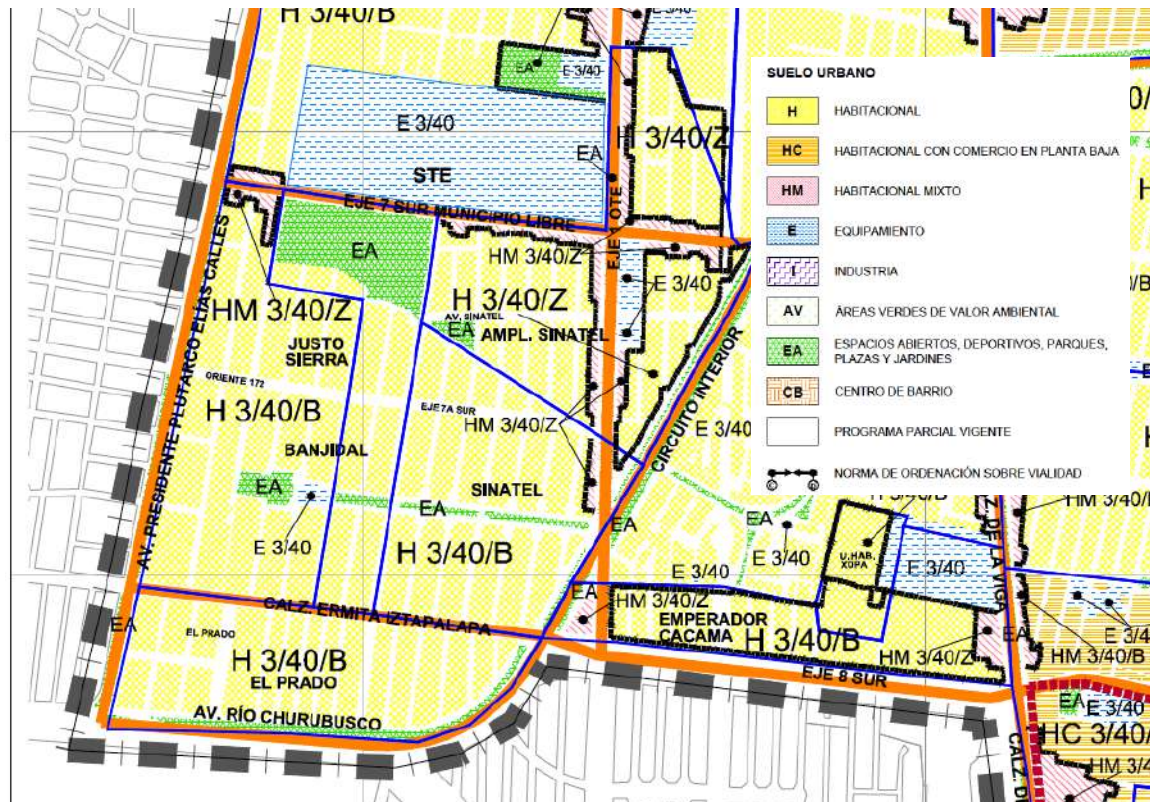 H 3/40/B
E 3/40
EA
E 3/40
E 3/40
STE
EA
H 3/40/Z
EJE 7 SUR MUNICIPIO LIBRE
EJE 1 OTE
AV. PRESIDENTE PLUTARCO ELÍAS CALLES
EA
HM 3/40/Z
HM 3/40/Z
E 3/40
H 3/40/Z
AV. SINATEL
AMPL. SINATEL
EA
JUSTO
SIERRA
ORIENTE 172
H 3/40/B
EJE 7A SUR
HM 3/40/Z
CIRCUITO INTERIOR
E 3/40
BANJIDAL
SINATEL
EA
EA
EA
EA
E 3/40
E 3/40
H 3/40/B
H 3/40/B
U.HAB.
XOPA
E 3/40
E 3/40
CALZ. ERMITA IZTAPALAPA
EA
EA
HM 3/40/Z
EMPERADOR
CACAMA
H 3/40/B
EL PRADO
H 3/40/B
EL PRADO
HM 3/40/Z
EA
EJE 8 SUR
AV. RÍO CHURUBUSCO
Z. DE LA VIGA
HM 3/40/B
EA
E 3/40
HC 3/40/
HM 3/4
CALZ. D
SUELO URBANO
H HABITACIONAL
HC HABITACIONAL CON COMERCIO EN PLANTA BAJA
HM HABITACIONAL MIXTO
E EQUIPAMIENTO
I INDUSTRIA
AV ÁREAS VERDES DE VALOR AMBIENTAL
EA ESPACIOS ABIERTOS, DEPORTIVOS, PARQUES,
PLAZAS Y JARDINES
CB CENTRO DE BARRIO
PROGRAMA PARCIAL VIGENTE
NORMA DE ORDENACIÓN SOBRE VIALIDAD